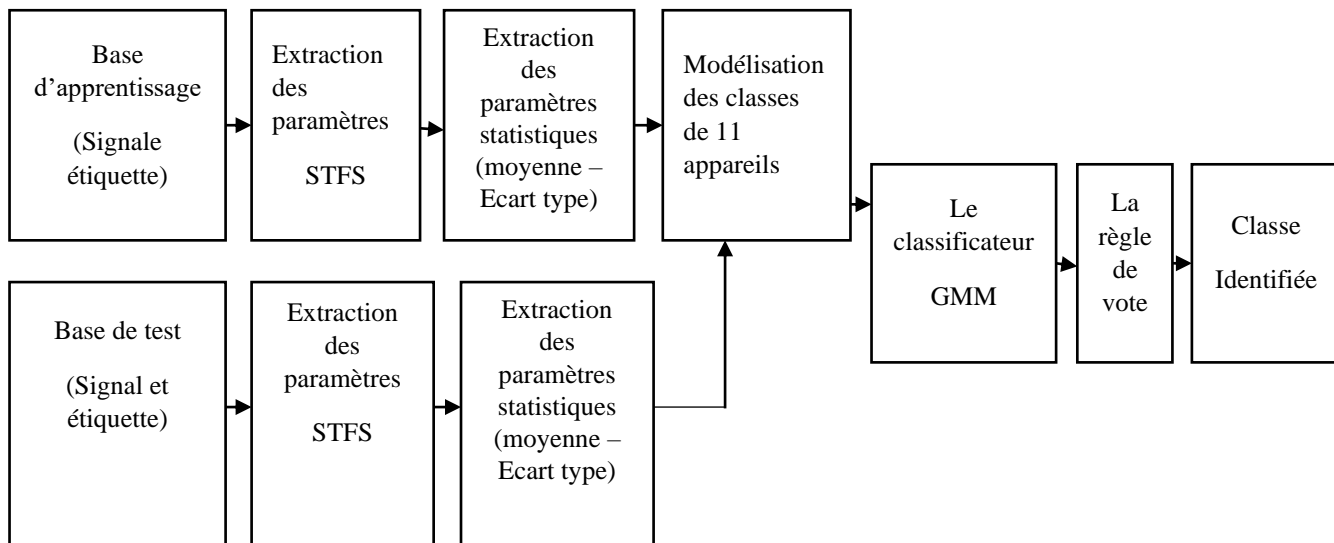 Base
d’apprentissage
(Signale
étiquette)
Extraction
des
paramètres
STFS
Extraction
des
paramètres
statistiques
(moyenne –
Ecart type)
Modélisation
des classes
de 11
appareils
Le
classificateur
GMM
La
règle
de
vote
Classe
Identifiée
Base de test
(Signal et
étiquette)
Extraction
des
paramètres
STFS
Extraction
des
paramètres
statistiques
(moyenne –
Ecart type)